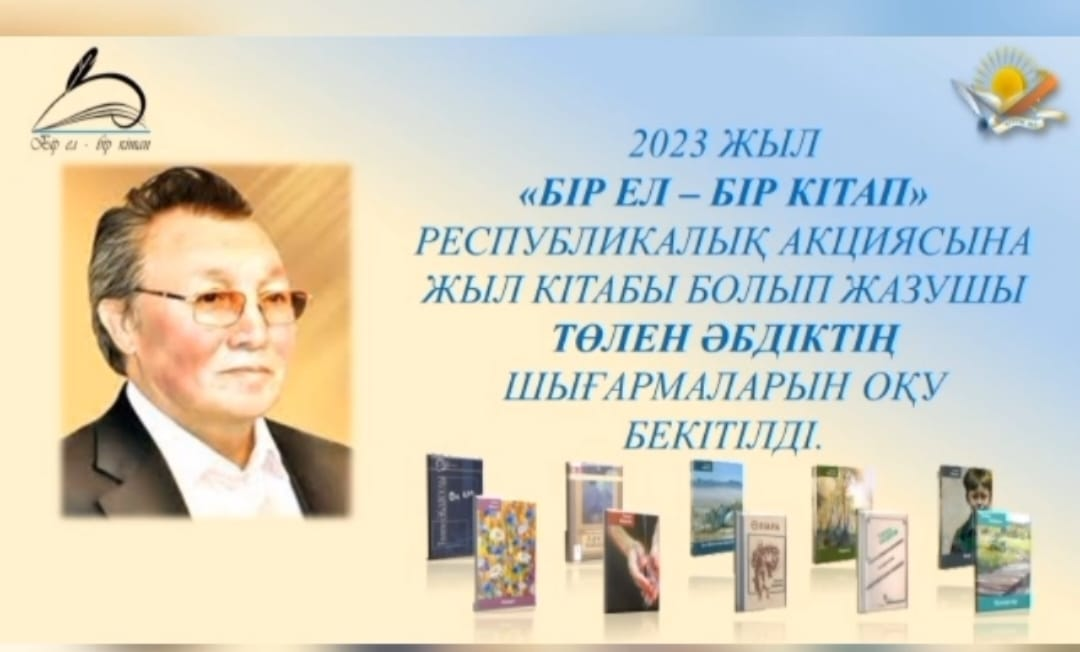 Бір ел - бір кітап
2023 ЖЫЛ
«БІР ЕЛ – БІР КІТАП»
РЕСПУБЛИКАЛЫҚ АКЦИЯСЫНА
ЖЫЛ КІТАБЫ БОЛЫП ЖАЗУШЫ
ТӨЛЕН ӘБДІКТІҢ
ШЫҒАРМАЛАРЫН ОҚУ
БЕКІТІЛДІ.